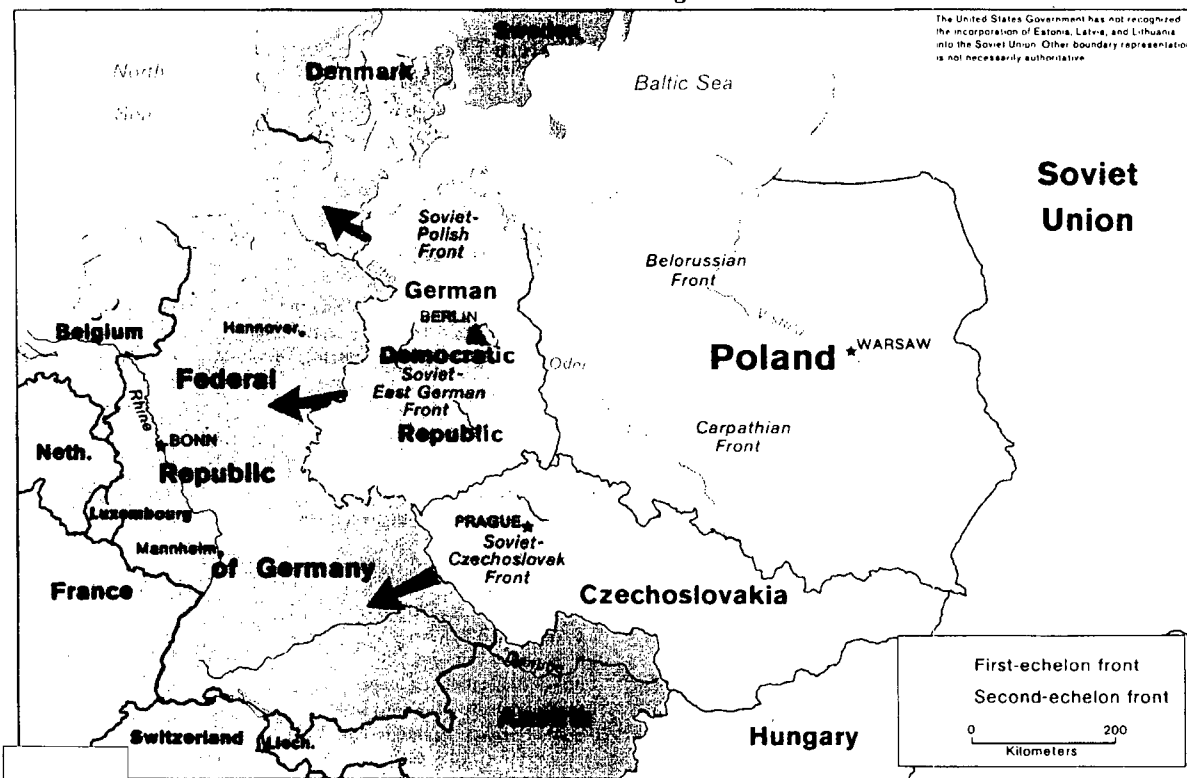 The United States Government has not recognized
the incorporation of Estonia, Latvia, and Lithuania
into the Soviet Union. Other boundary representation
is not necessarily authoritative.
North
Sea
Denmark
Sweden
Baltic Sea
Soviet
Union
Soviet-
Polish
Front
Belorussian
Front
German
BERLIN
Democratic
Soviet-
East German
Front
Republic
Oder
Vistula
Poland
WARSAW
Carpathian
Front
Belgium
Hannover
Federal
Rhine
BONN
Republic
Neth.
Luxembourg
Mannheim
of Germany
France
PRAGUE
Soviet-
Czechoslovak
Front
Czechoslovakia
Danube
Austria
Switzerland
Liech.
Hungary
First-echelon front
Second-echelon front
0 200
Kilometers